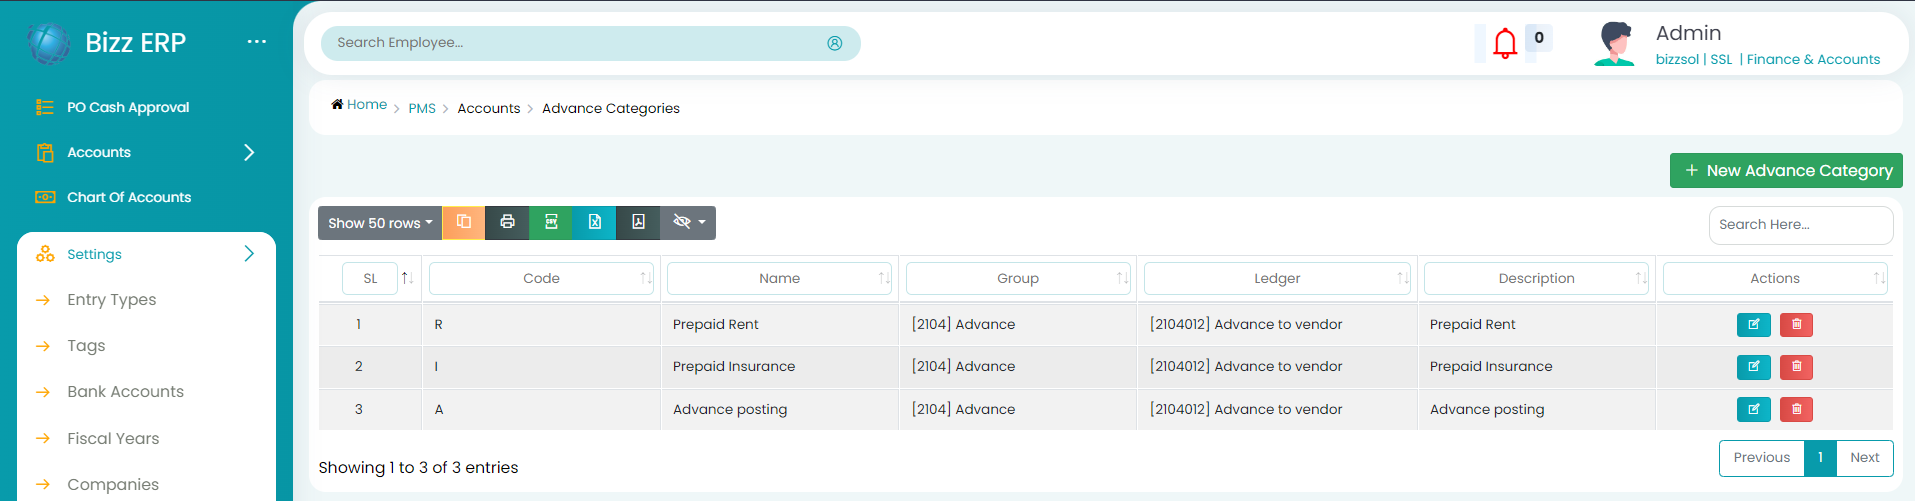 Bizz ERP ...
PO Cash Approval
Accounts
Chart Of Accounts
Settings
Entry Types
Tags
Bank Accounts
Fiscal Years
Companies
Search Employee...
0
Admin
bizzsol | SSL | Finance & Accounts
Home > PMS > Accounts > Advance Categories
+ New Advance Category
Show 50 rows CSV
Search Here...
SL Code Name Group Ledger Description Actions
1 R Prepaid Rent [2104] Advance [2104012] Advance to vendor Prepaid Rent
2 I Prepaid Insurance [2104] Advance [2104012] Advance to vendor Prepaid Insurance
3 A Advance posting [2104] Advance [2104012] Advance to vendor Advance posting
Showing 1 to 3 of 3 entries
Previous 1 Next